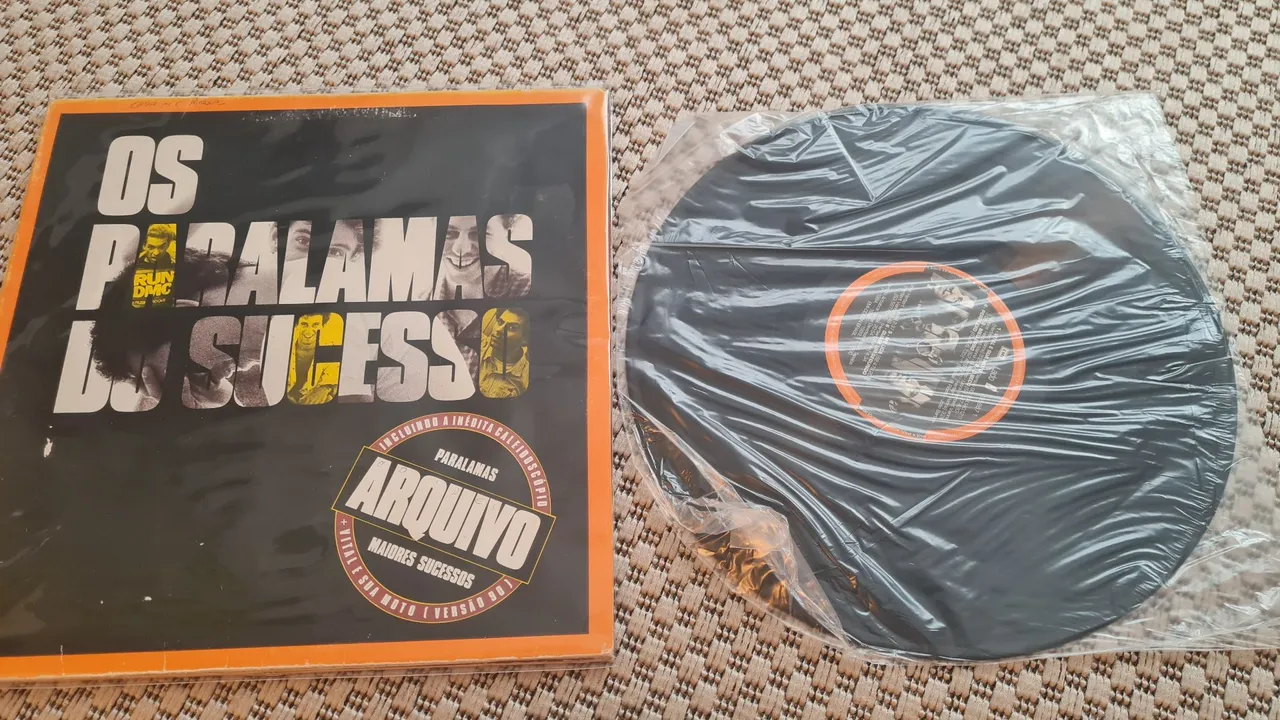 OS
PARALAMAS
DO SUCESSO
RUN
DMC
INCLUINDO A INÉDITA CALEIDOSCÓPIO
PARALAMAS
ARQUIVO
MAIORES SUCESSOS
+ VITAL E SUA MOTO ( VERSÃO 90 )